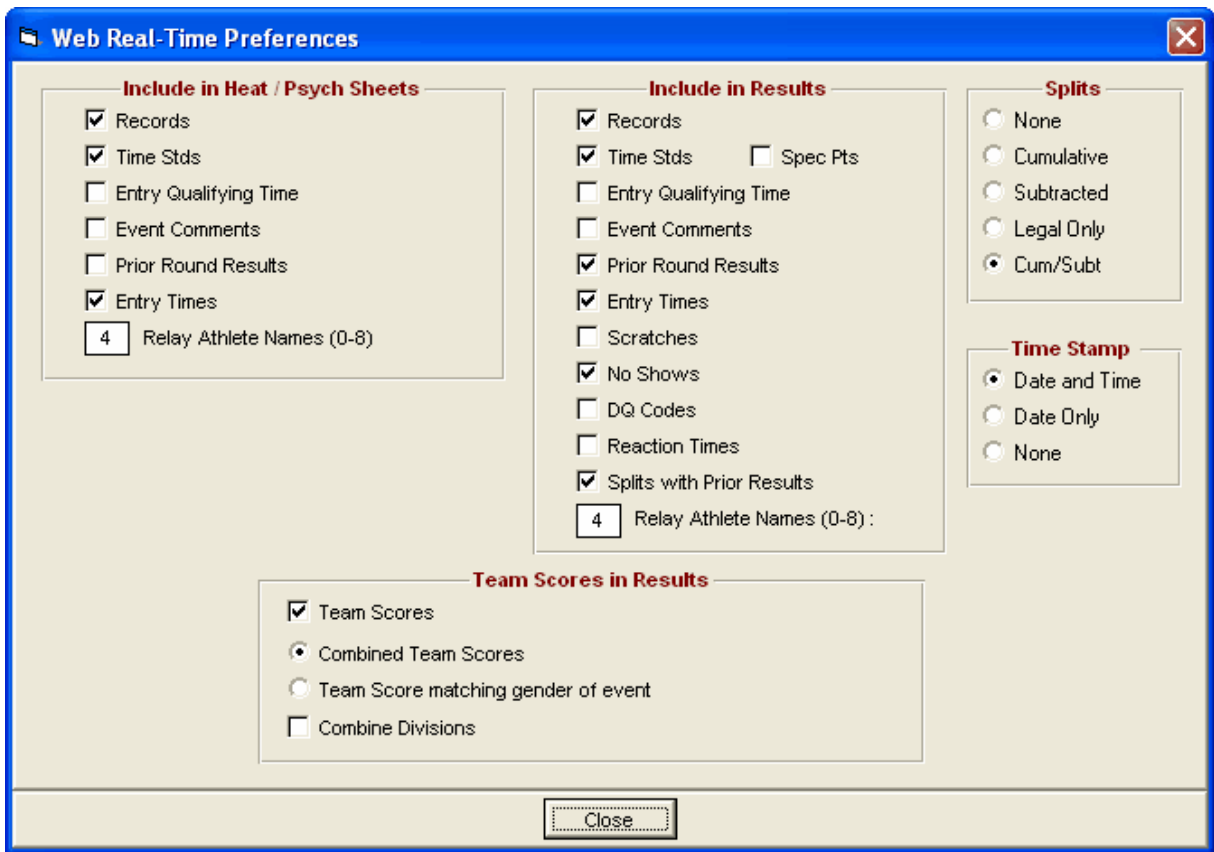 Web Real-Time Preferences
Include in Heat / Psych Sheets
Records
Time Stds
Entry Qualifying Time
Event Comments
Prior Round Results
Entry Times
4 Relay Athlete Names (0-8)
Include in Results
Records
Time Stds Spec Pts
Entry Qualifying Time
Event Comments
Prior Round Results
Entry Times
Scratches
No Shows
DQ Codes
Reaction Times
Splits with Prior Results
4 Relay Athlete Names (0-8) :
Splits
None
Cumulative
Subtracted
Legal Only
Cum/Subt
Time Stamp
Date and Time
Date Only
None
Team Scores in Results
Team Scores
Combined Team Scores
Team Score matching gender of event
Combine Divisions
Close